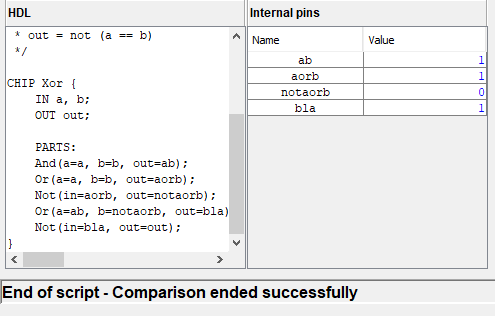 HDL
* out = not (a == b)
*/
CHIP Xor {
IN a, b;
OUT out;
PARTS:
And(a=a, b=b, out=ab);
Or(a=a, b=b, out=aorb);
Not(in=aorb, out=notaorb);
Or(a=ab, b=notaorb, out=bla)
Not(in=bla, out=out);
}
Internal pins
Name Value
ab 1
aorb 1
notaorb 0
bla 1
End of script - Comparison ended successfully